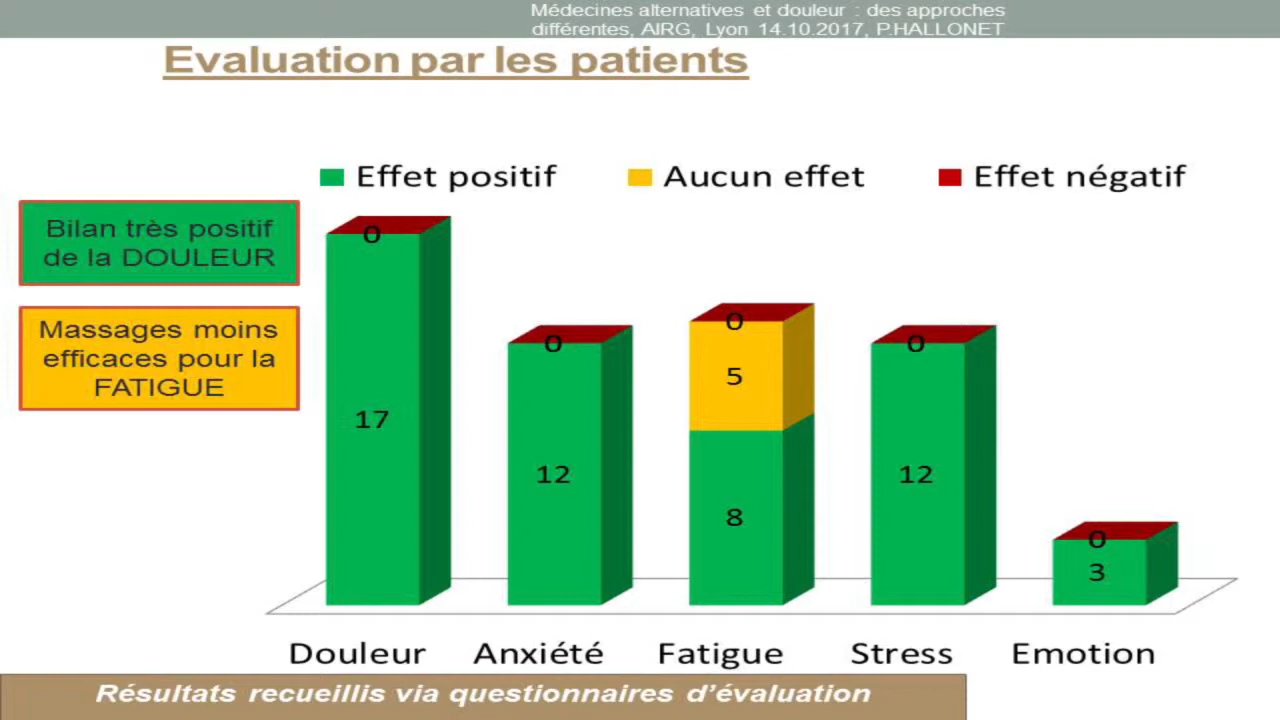 Médecines alternatives et douleur : des approches
différentes, AIRG, Lyon 14.10.2017, P.HALLONET
Evaluation par les patients
Effet positif Aucun effet Effet négatif
Bilan très positif
de la DOULEUR
Massages moins
efficaces pour la
FATIGUE
0
17
0
12
0
5
8
0
12
0
3
Douleur Anxiété Fatigue Stress Emotion
Résultats recueillis via questionnaires d'évaluation